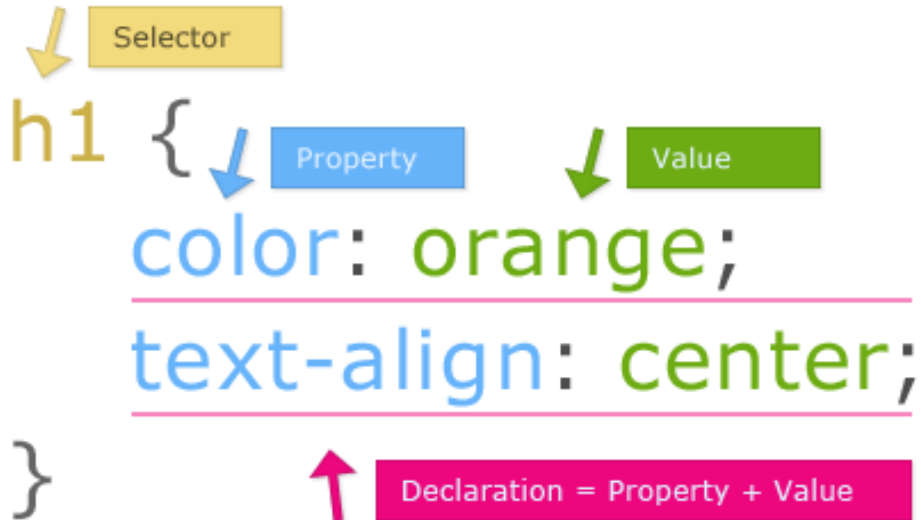 Selector
h1 {
Property
Value
color: orange;
text-align: center;
}
Declaration = Property + Value